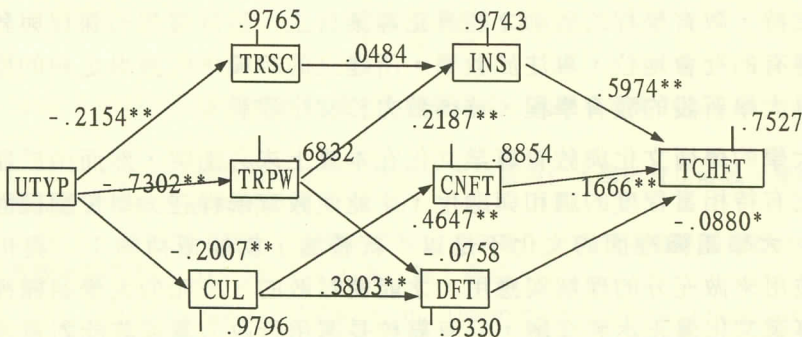 .9765
.9743
TRSC
.0484
INS
-.2154**
.5974**
.2187**
.7527
.6832
.8854
UTYP
-.7302**
TRPW
CNFT
TCHFT
.1666**
.4647**
-.0880*
-.2007**
-.0758
CUL
.3803**
DFT
.9796
.9330